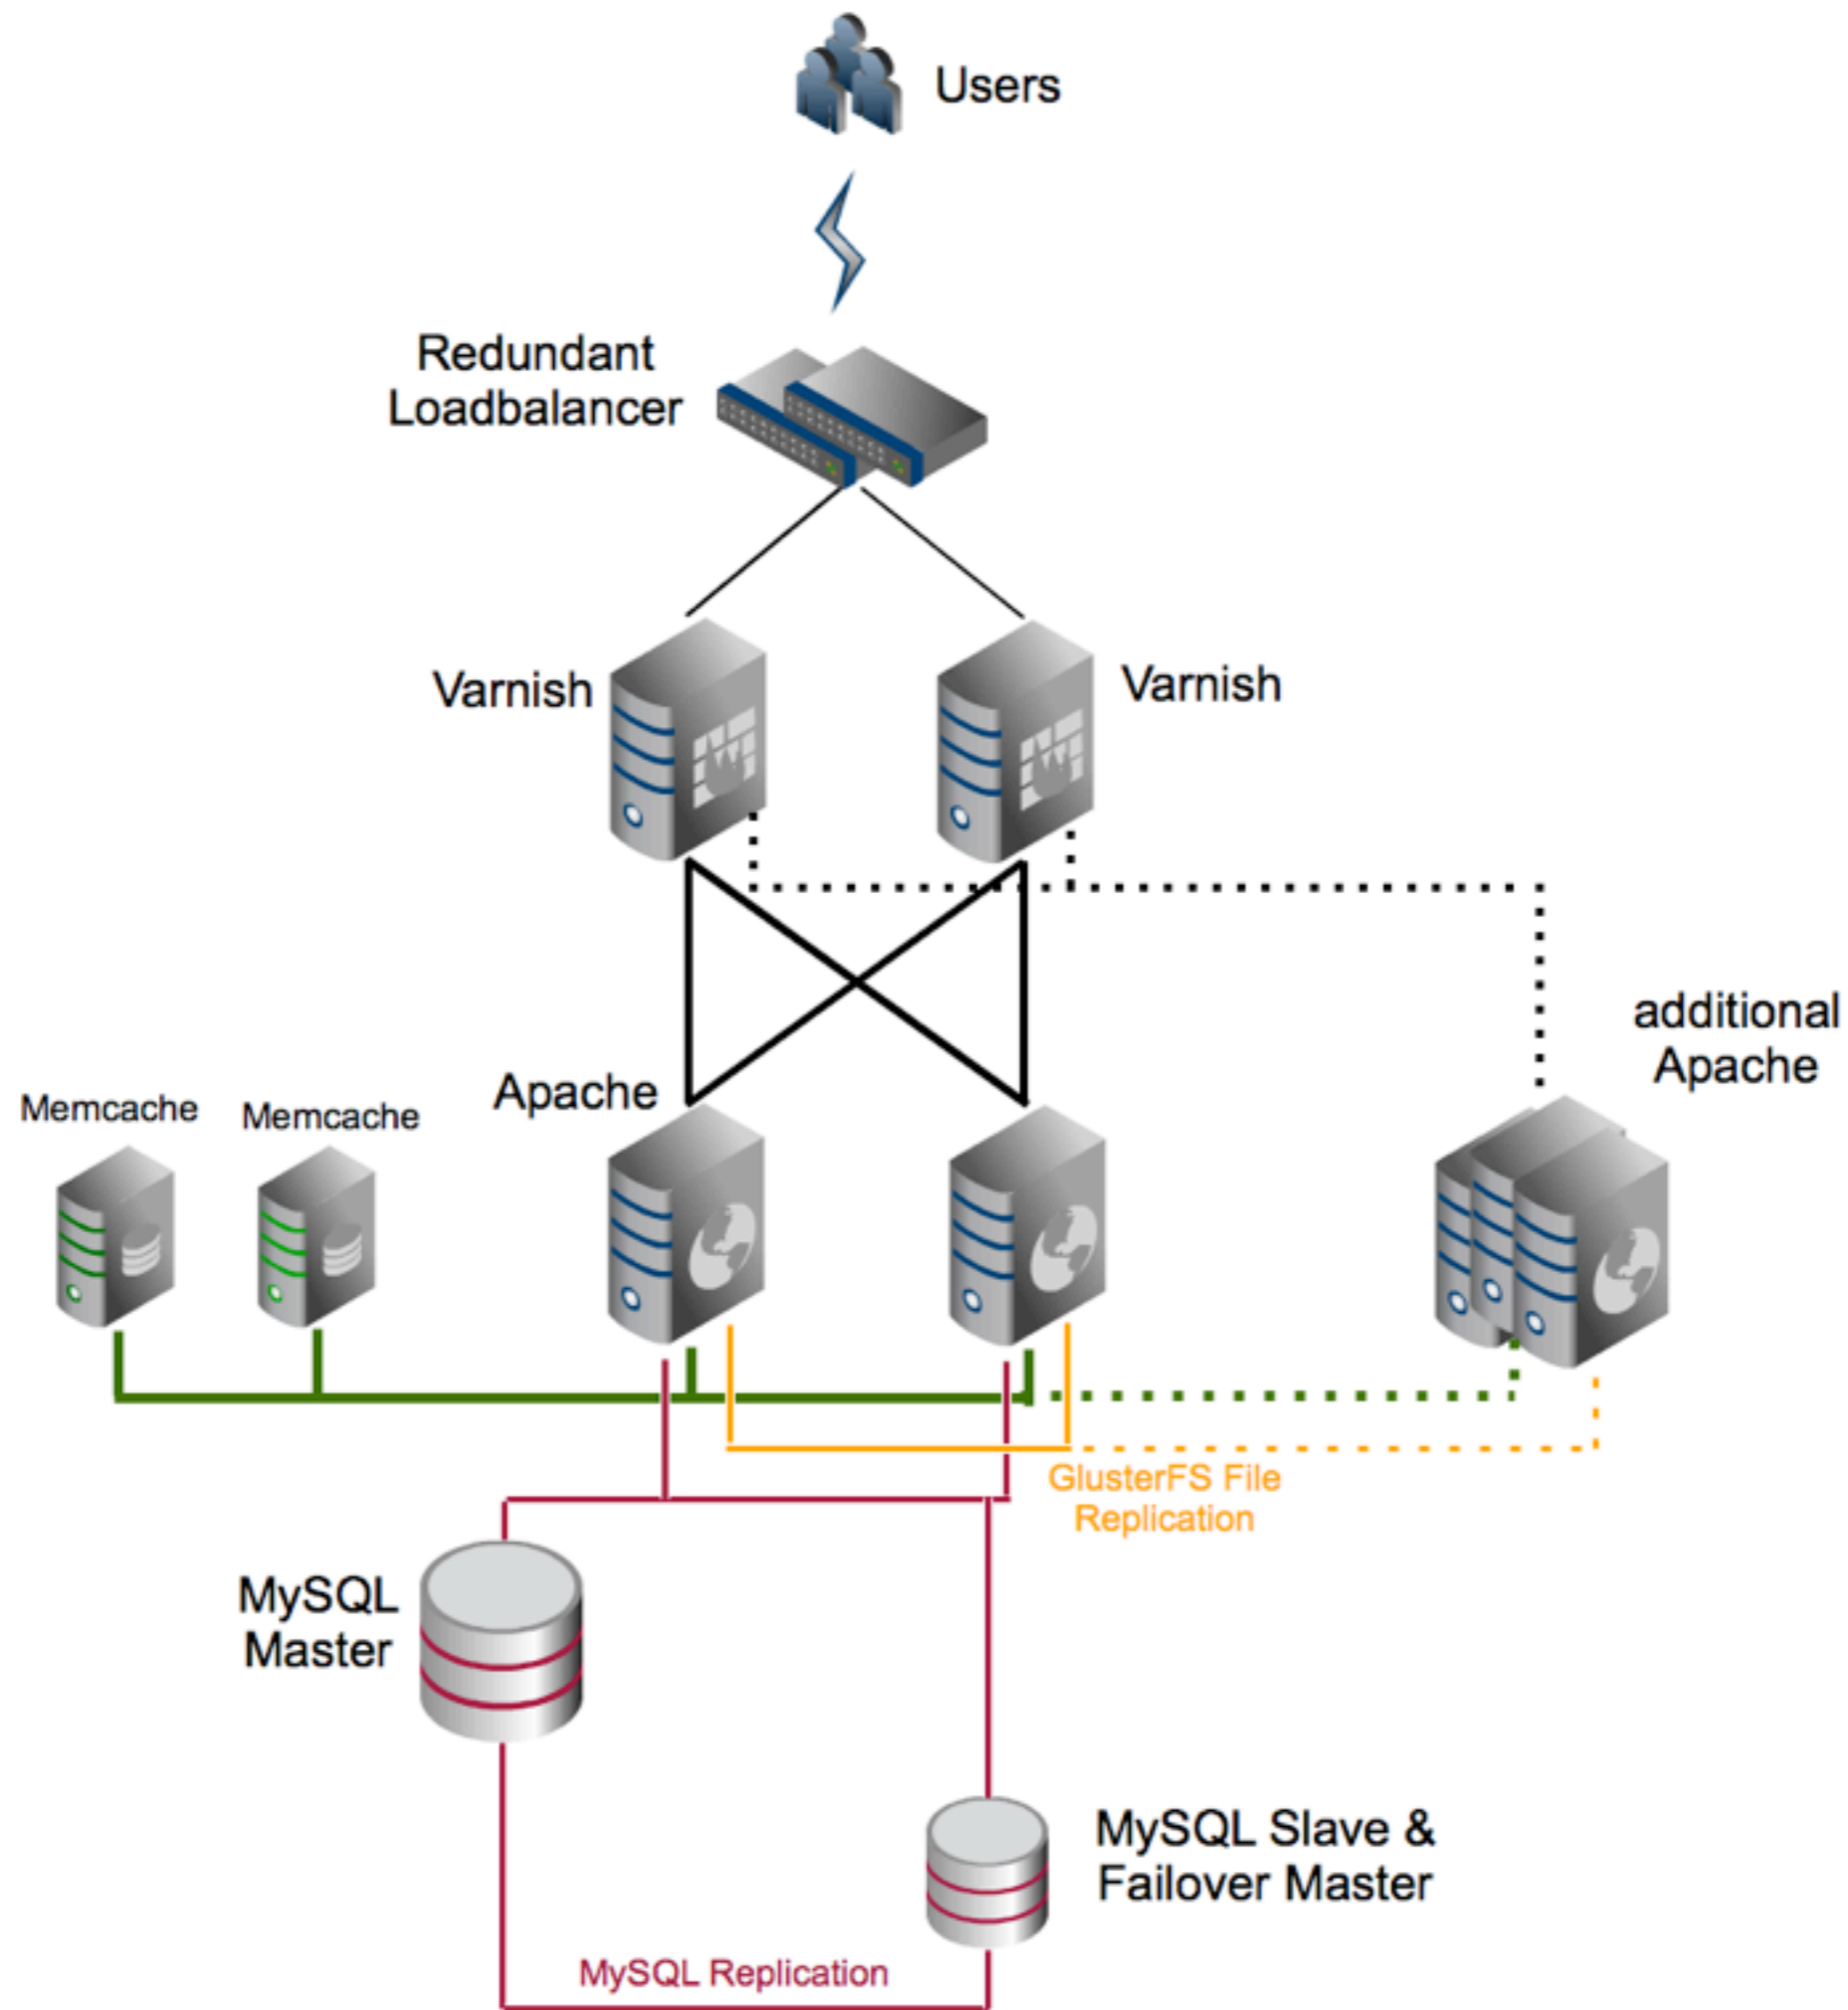 Users
Redundant
Loadbalancer
Varnish
Varnish
additional
Apache
Apache
Memcache
Memcache
GlusterFS File
Replication
MySQL
Master
MySQL Slave &
Failover Master
MySQL Replication